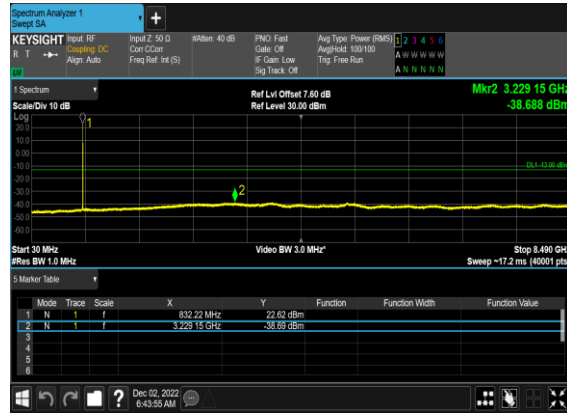 Spectrum Analyzer 1
Swept SA
+
KEYSIGHT Input: RF Input Z: 50 Ω #Atten: 40 dB PNO: Fast Avg Type: Power (RMS) 1 2 3 4 5 6
R T Coupling: DC Corr CCorr Gate: Off Avg|Hold: 100/100 A W W W W W
Align: Auto Freq Ref: Int (S) IF Gain: Low Trig: Free Run A N N N N N
Sig Track: Off
1 Spectrum Ref Lvl Offset 7.60 dB Mkr2 3.229 15 GHz
Scale/Div 10 dB Ref Level 30.00 dBm -38.688 dBm
Log
20.0
10.0
0.00
-10.0
DL1 -13.00 dBm
-20.0
-30.0
-40.0
-50.0
-60.0
1
2
Start 30 MHz Video BW 3.0 MHz* Stop 8.490 GHz
#Res BW 1.0 MHz Sweep ~17.2 ms (40001 pts)
5 Marker Table
Mode Trace Scale X Y Function Function Width Function Value
1 N 1 f 832.22 MHz 22.62 dBm
2 N 1 f 3.229 15 GHz -38.69 dBm
3
4
5
6
? Dec 02, 2022
6:43:55 AM